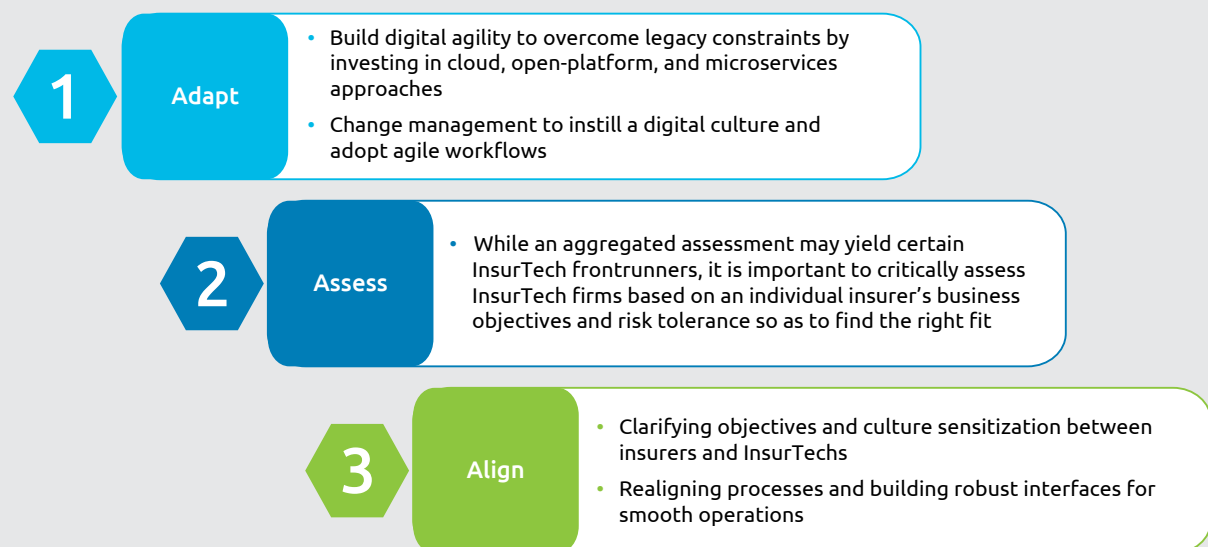 1
Adapt
• Build digital agility to overcome legacy constraints by
investing in cloud, open-platform, and microservices
approaches
• Change management to instill a digital culture and
adopt agile workflows
2
Assess
• While an aggregated assessment may yield certain
InsurTech frontrunners, it is important to critically assess
InsurTech firms based on an individual insurer’s business
objectives and risk tolerance so as to find the right fit
3
Align
• Clarifying objectives and culture sensitization between
insurers and InsurTechs
• Realigning processes and building robust interfaces for
smooth operations